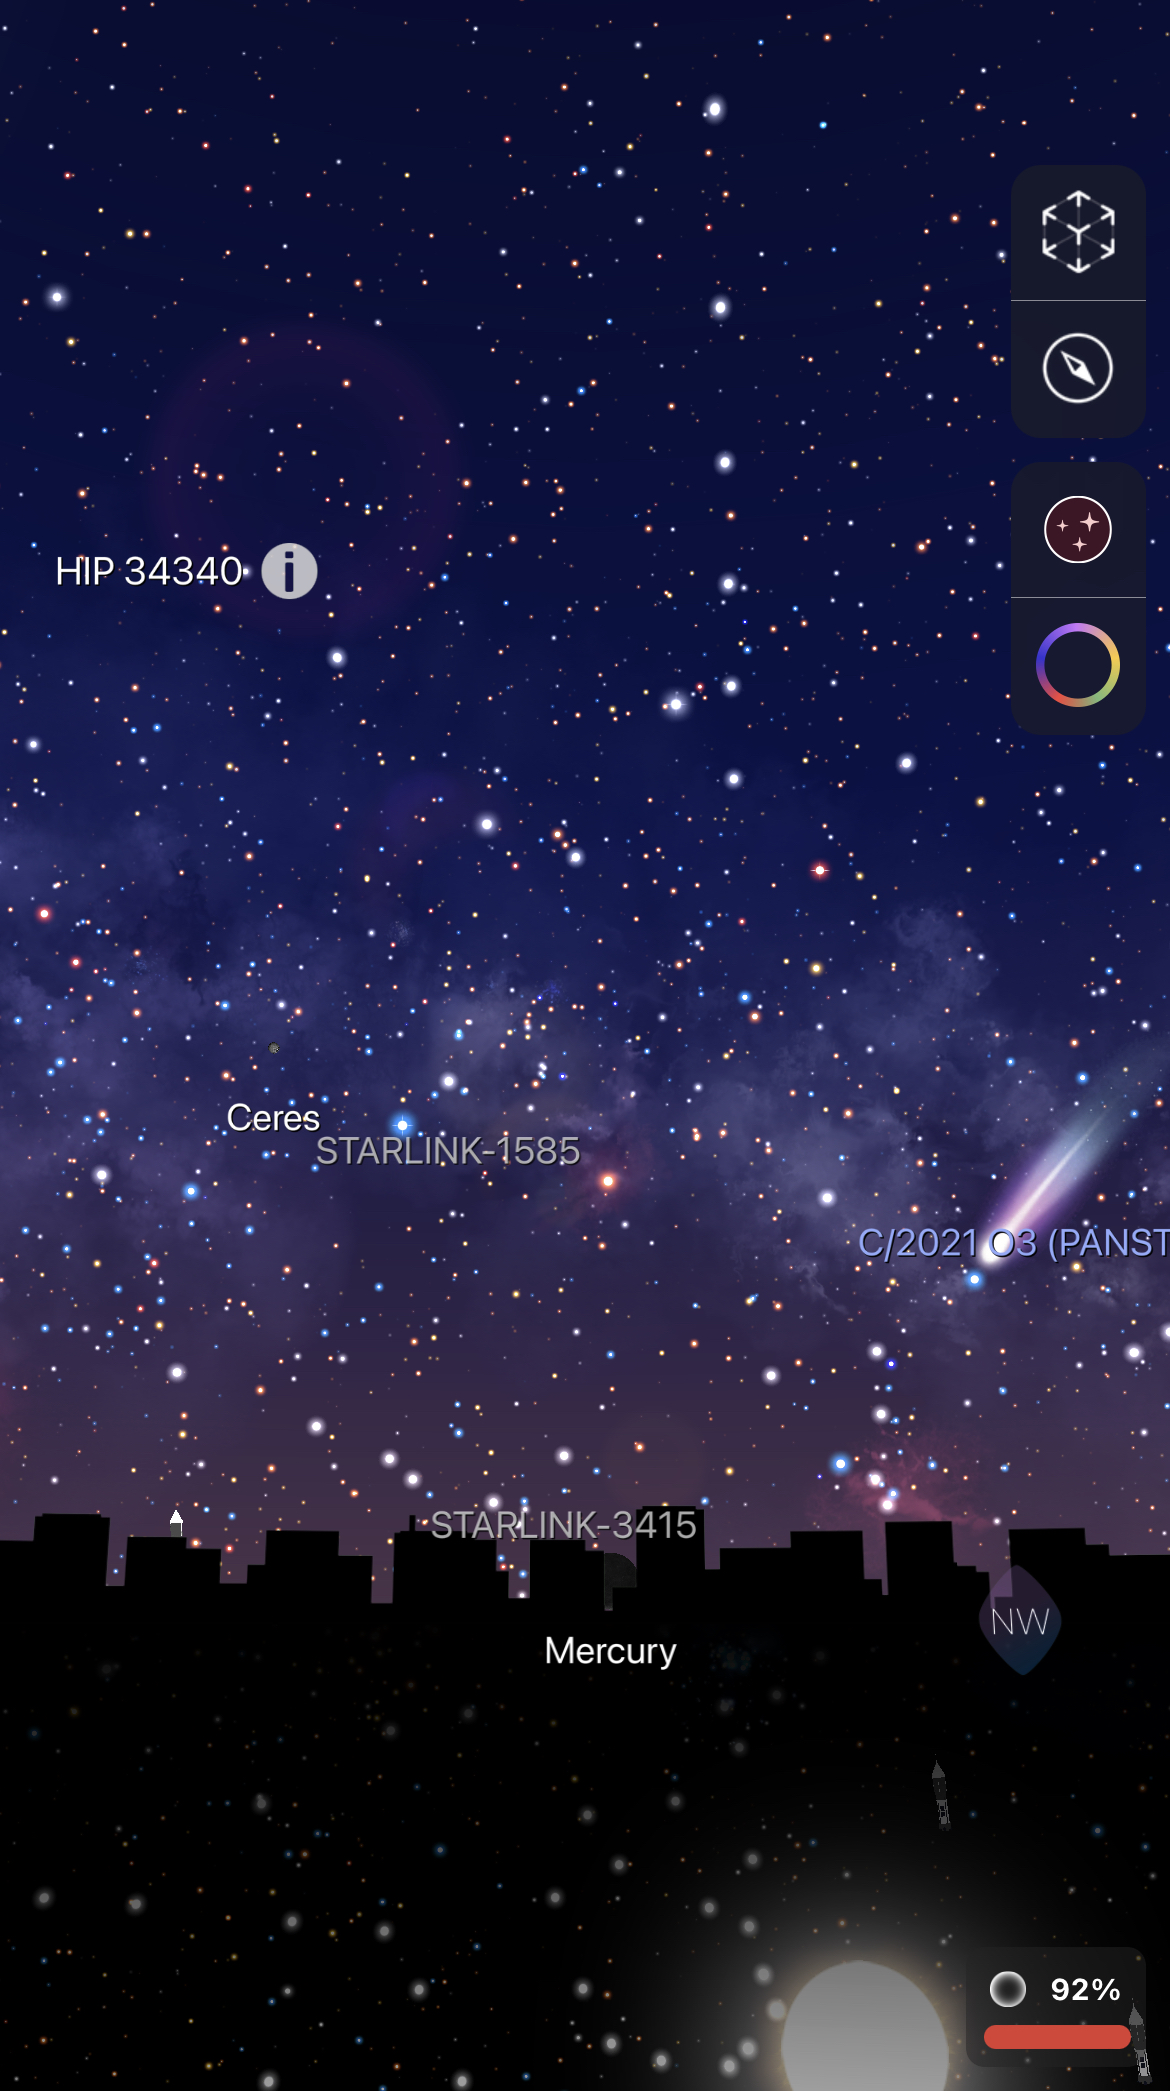 HIP 34340 i
Ceres
STARLINK-1585
C/2021 O3 (PANST
STARLINK-3415
NW
Mercury
92%